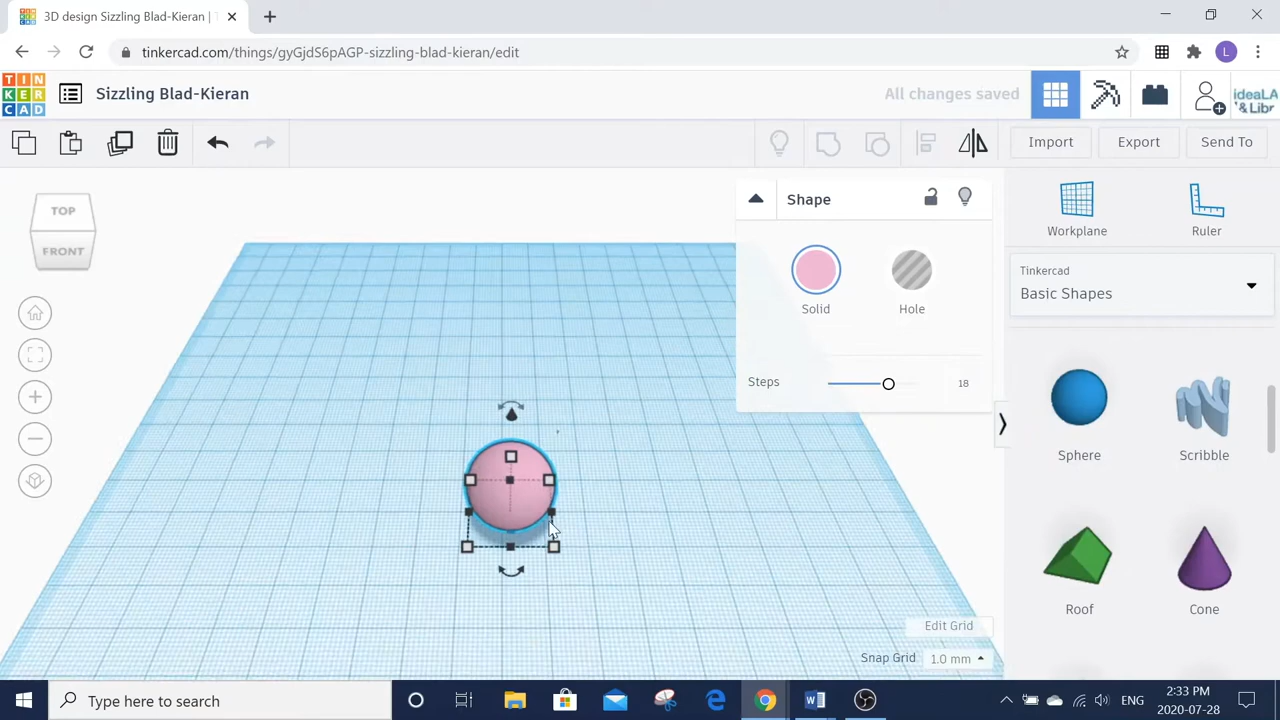 3D design Sizzling Blad-Kieran | T
tinkercad.com/things/gyGjdS6pAGP-sizzling-blad-kieran/edit
L
TIN
KER
CAD
Sizzling Blad-Kieran
All changes saved
ideaLA
& Libr
Import
Export
Send To
TOP
FRONT
Shape
Solid
Hole
Steps
18
Workplane
Ruler
Tinkercad
Basic Shapes
Sphere
Scribble
Roof
Cone
Edit Grid
Snap Grid
1.0 mm
Type here to search
ENG
2:33 PM
2020-07-28